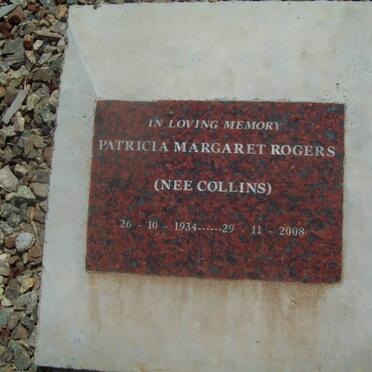 IN LOVING MEMORY
PATRICIA MARGARET ROGERS
(NEE COLLINS)
26 - 10 - 1934------29 - 11 - 2008